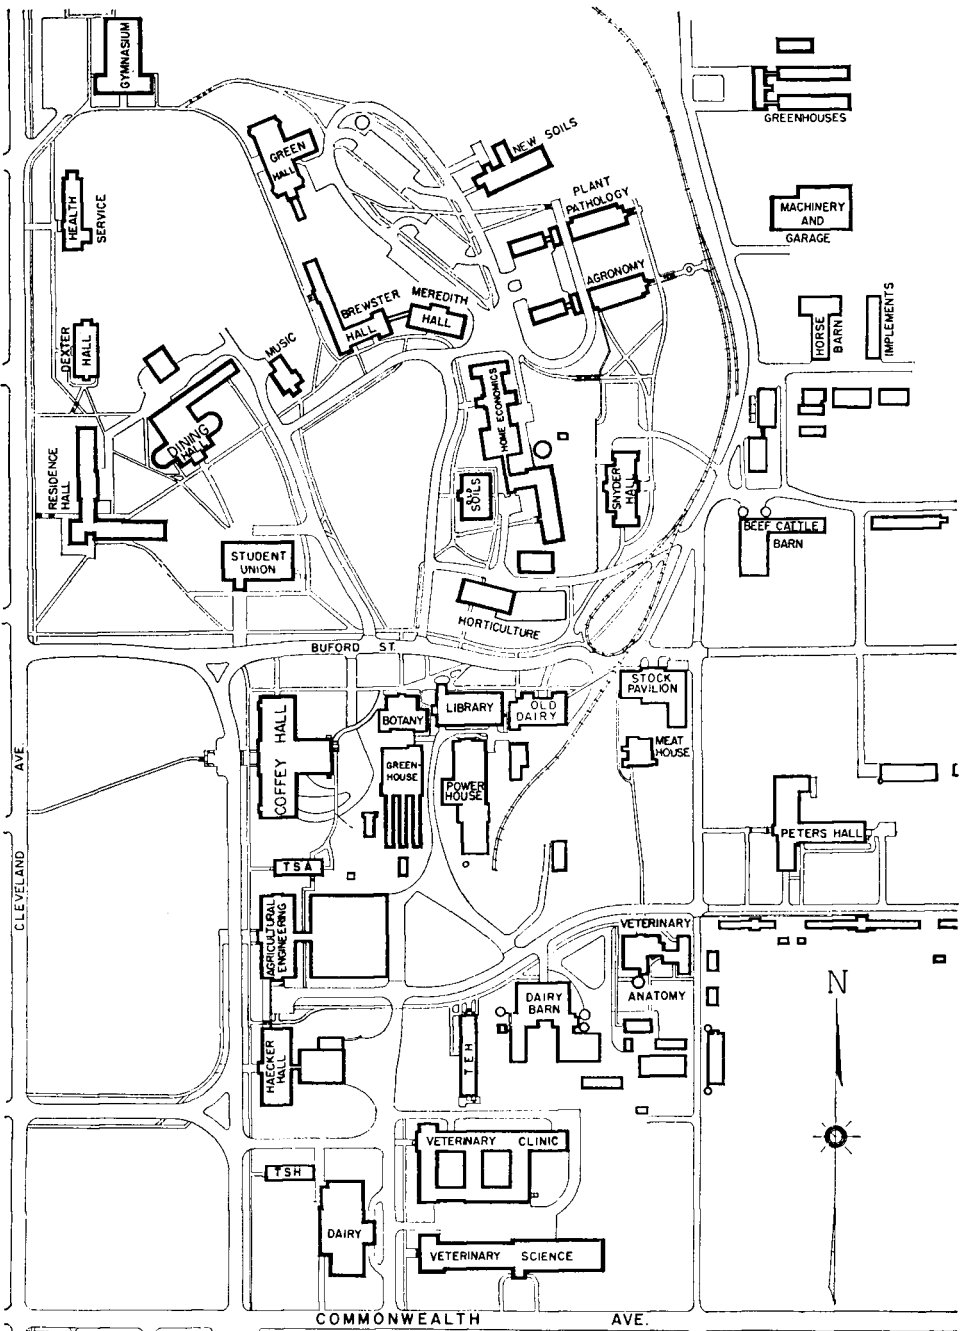 GYMNASIUM
GREENHOUSES
NEW SOILS
GREEN
HALL
PLANT
PATHOLOGY
HEALTH
SERVICE
MACHINERY
AND
GARAGE
AGRONOMY
BREWSTER
HALL
MEREDITH
HALL
HORSE
BARN
IMPLEMENTS
DEXTER
HALL
MUSIC
HOME ECONOMICS
DINING
HALL
RESIDENCE
HALL
OLD
SOILS
SNYDER
HALL
BEEF CATTLE
BARN
STUDENT
UNION
HORTICULTURE
BUFORD ST.
STOCK
PAVILION
COFFEY HALL
BOTANY
LIBRARY
OLD
DAIRY
MEAT
HOUSE
GREEN-
HOUSE
POWER
HOUSE
CLEVELAND AVE.
PETERS HALL
TSA
AGRICULTURAL
ENGINEERING
VETERINARY
ANATOMY
N
DAIRY
BARN
HAECKER
HALL
TEH
VETERINARY CLINIC
TSH
DAIRY
VETERINARY SCIENCE
COMMONWEALTH AVE.